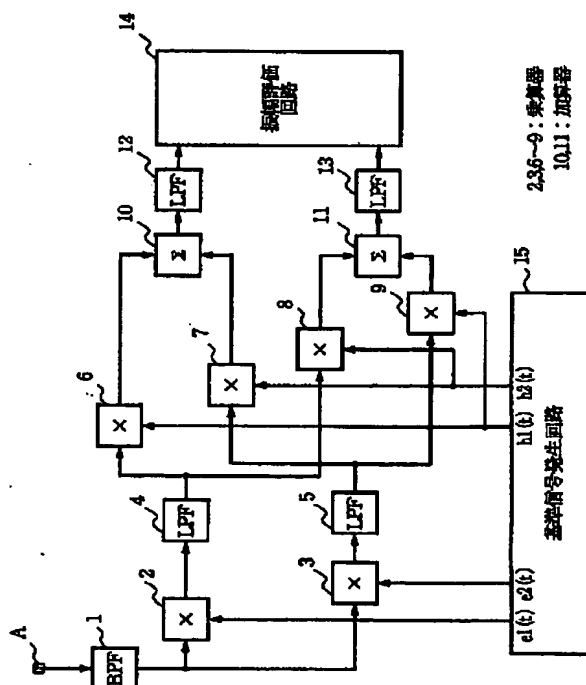 A
1
BPF
2
×
3
×
4
LPF
5
LPF
6
×
7
×
8
×
9
×
10
Σ
11
Σ
12
LPF
13
LPF
14
振幅評価
回路
15
e1(t)
e2(t)
h1(t)
h2(t)
基準信号発生回路
2,3,6~9：乗算器
10,11：加算器